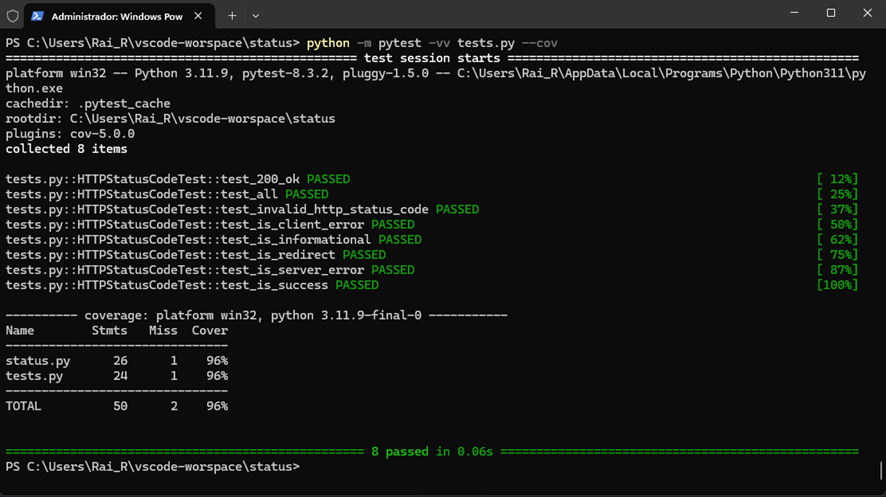 Administrador: Windows Pow
PS C:\Users\Rai_R\vscode-worspace\status> python -m pytest -vv tests.py --cov
================================================= test session starts =================================================
platform win32 -- Python 3.11.9, pytest-8.3.2, pluggy-1.5.0 -- C:\Users\Rai_R\AppData\Local\Programs\Python\Python311\py
thon.exe
cachedir: .pytest_cache
rootdir: C:\Users\Rai_R\vscode-worspace\status
plugins: cov-5.0.0
collected 8 items
tests.py::HTTPStatusCodeTest::test_200_ok PASSED [ 12%]
tests.py::HTTPStatusCodeTest::test_all PASSED [ 25%]
tests.py::HTTPStatusCodeTest::test_invalid_http_status_code PASSED [ 37%]
tests.py::HTTPStatusCodeTest::test_is_client_error PASSED [ 50%]
tests.py::HTTPStatusCodeTest::test_is_informational PASSED [ 62%]
tests.py::HTTPStatusCodeTest::test_is_redirect PASSED [ 75%]
tests.py::HTTPStatusCodeTest::test_is_server_error PASSED [ 87%]
tests.py::HTTPStatusCodeTest::test_is_success PASSED [100%]
---------- coverage: platform win32, python 3.11.9-final-0 -----------
Name        Stmts   Miss  Cover
-------------------------------
status.py      26      1    96%
tests.py       24      1    96%
-------------------------------
TOTAL          50      2    96%
================================================== 8 passed in 0.06s ==================================================
PS C:\Users\Rai_R\vscode-worspace\status>